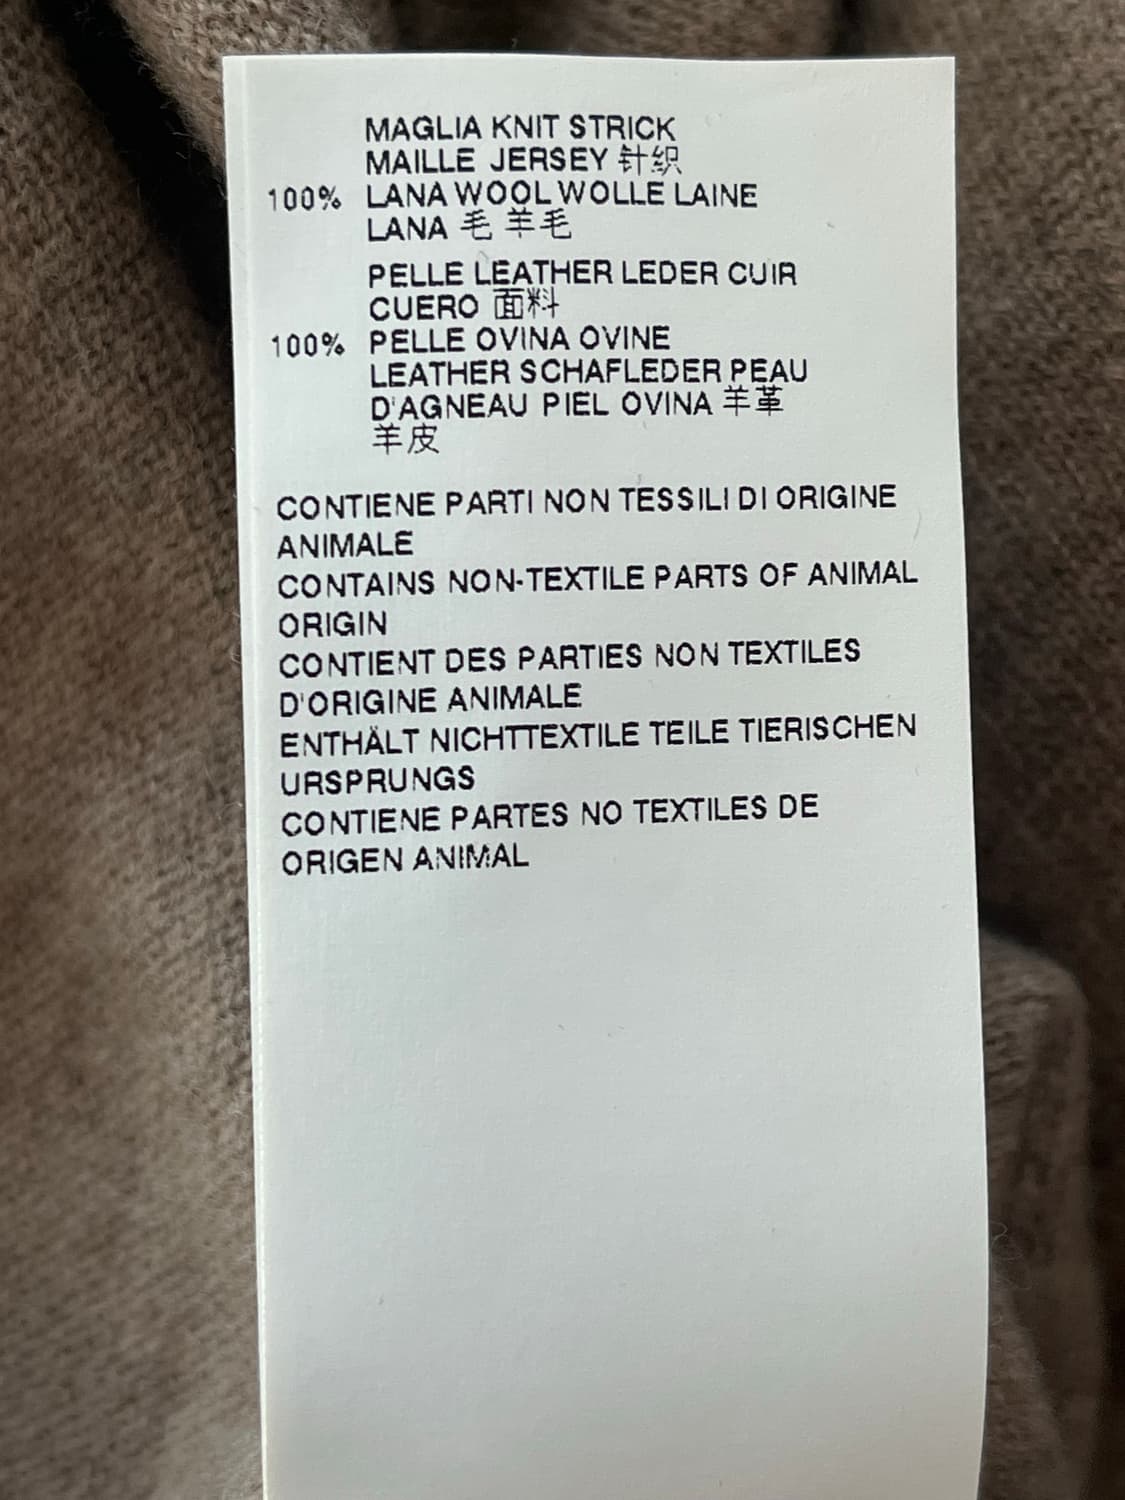 MAGLIA KNIT STRICK
MAILLE JERSEY 针织
100% LANA WOOL WOLLE LAINE
LANA 毛 羊毛
PELLE LEATHER LEDER CUIR
CUERO 面料
100% PELLE OVINA OVINE
LEATHER SCHAFLEDER PEAU
D'AGNEAU PIEL OVINA 羊革
羊皮
CONTIENE PARTI NON TESSILI DI ORIGINE
ANIMALE
CONTAINS NON-TEXTILE PARTS OF ANIMAL
ORIGIN
CONTIENT DES PARTIES NON TEXTILES
D'ORIGINE ANIMALE
ENTHÄLT NICHTTEXTILE TEILE TIERISCHEN
URSPRUNGS
CONTIENE PARTES NO TEXTILES DE
ORIGEN ANIMAL